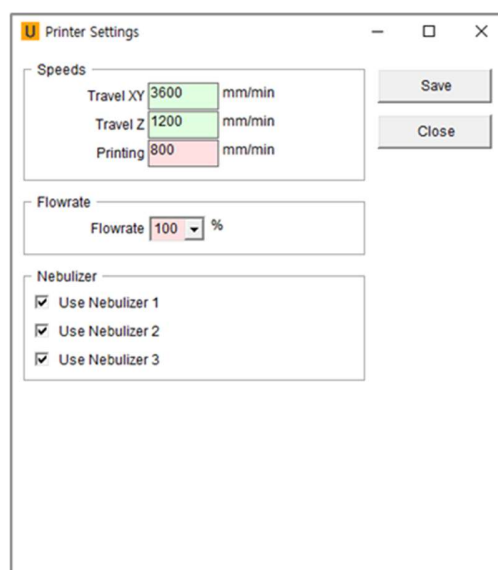 U Printer Settings
Speeds
Travel XY 3600 mm/min
Travel Z 1200 mm/min
Printing 800 mm/min
Save
Close
Flowrate
Flowrate 100 %
Nebulizer
Use Nebulizer 1
Use Nebulizer 2
Use Nebulizer 3